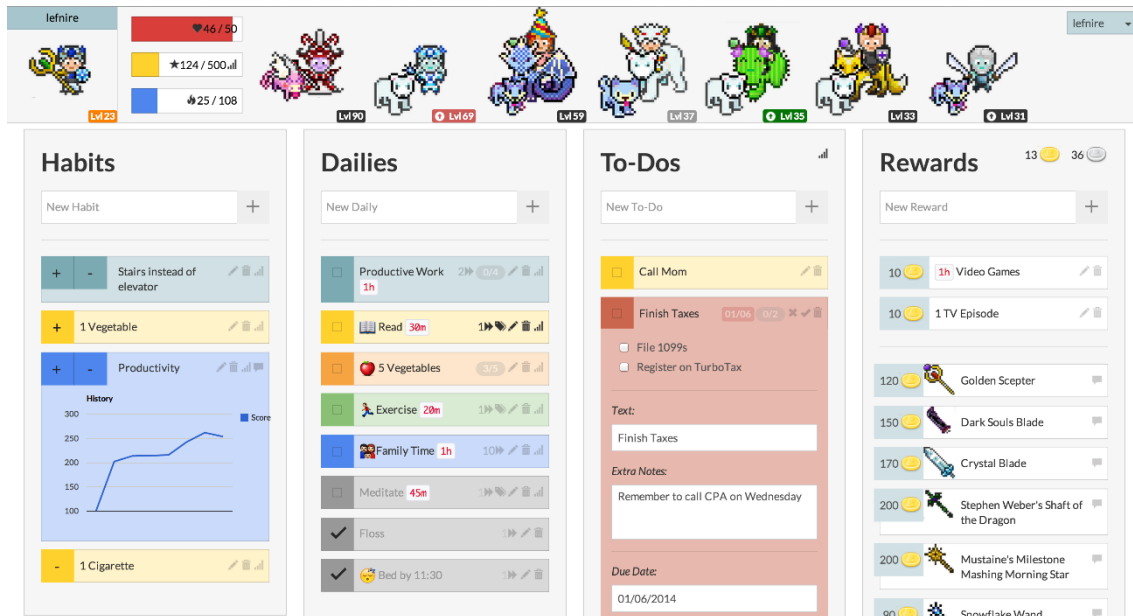 lefnire
46 / 50
124 / 500
25 / 108
Lvl 23
Lvl 90
Lvl 69
Lvl 59
Lvl 37
Lvl 35
Lvl 33
Lvl 31
lefnire
Habits
New Habit
+
+ - Stairs instead of
elevator
+ 1 Vegetable
+ - Productivity
History
300
250
200
150
100
Score
- 1 Cigarette
Dailies
New Daily
+
Productive Work 2 0/4
1h
Read 30m 1
5 Vegetables 3/5
Exercise 20m 1
Family Time 1h 10
Meditate 45m 1
Floss 1
Bed by 11:30 1
To-Dos
New To-Do
+
Call Mom
Finish Taxes 01/06 0/2
File 1099s
Register on TurboTax
Text:
Finish Taxes
Extra Notes:
Remember to call CPA on Wednesday
Due Date:
01/06/2014
Rewards
13 36
New Reward
+
10 1h Video Games
10 1 TV Episode
120 Golden Scepter
150 Dark Souls Blade
170 Crystal Blade
200 Stephen Weber's Shaft of
the Dragon
200 Mustaine's Milestone
Mashing Morning Star
90 Snowflake Wand